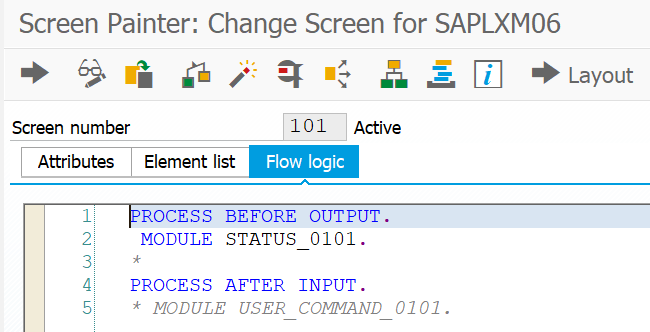 Screen Painter: Change Screen for SAPLXM06
Layout
Screen number 101 Active
Attributes Element list Flow logic
1 PROCESS BEFORE OUTPUT.
2 MODULE STATUS_0101.
3 *
4 PROCESS AFTER INPUT.
5 * MODULE USER_COMMAND_0101.